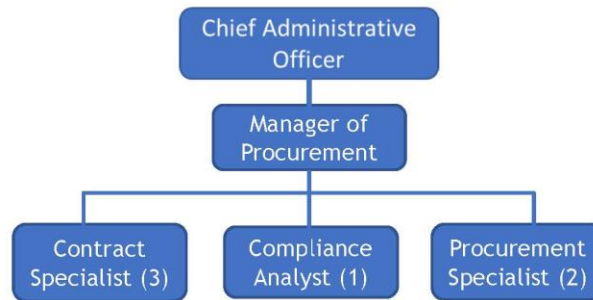 Chief Administrative
Officer
Manager of
Procurement
Contract
Specialist (3)
Compliance
Analyst (1)
Procurement
Specialist (2)